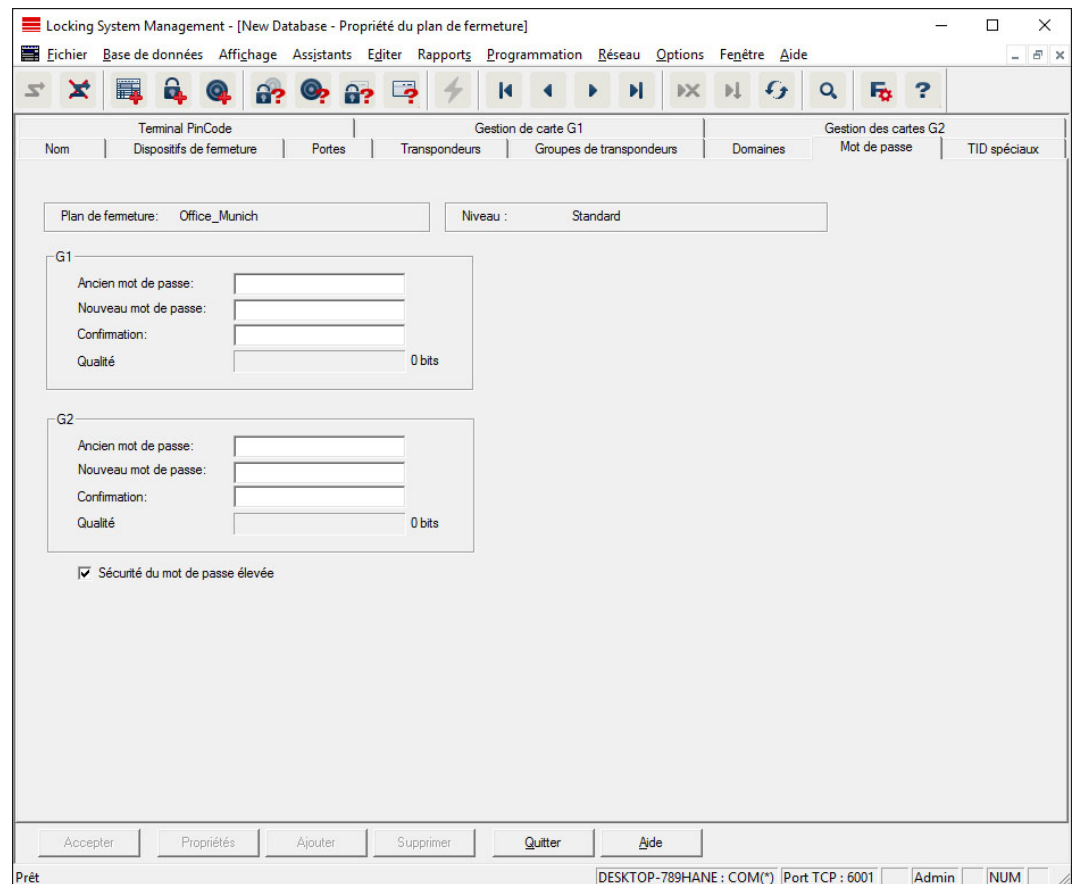 Locking System Management - [New Database - Propriété du plan de fermeture]
Fichier Base de données Affichage Assistants Editer Rapports Programmation Réseau Options Fenêtre Aide
Terminal PinCode Gestion de carte G1 Gestion des cartes G2
Nom Dispositifs de fermeture Portes Transpondeurs Groupes de transpondeurs Domaines Mot de passe TID spéciaux
Plan de fermeture: Office_Munich Niveau : Standard
G1
Ancien mot de passe:
Nouveau mot de passe:
Confirmation:
Qualité 0 bits
G2
Ancien mot de passe:
Nouveau mot de passe:
Confirmation:
Qualité 0 bits
Sécurité du mot de passe élevée
Accepter Propriétés Ajouter Supprimer Quitter Aide
Prêt DESKTOP-789HANE : COM(*) Port TCP : 6001 Admin NUM